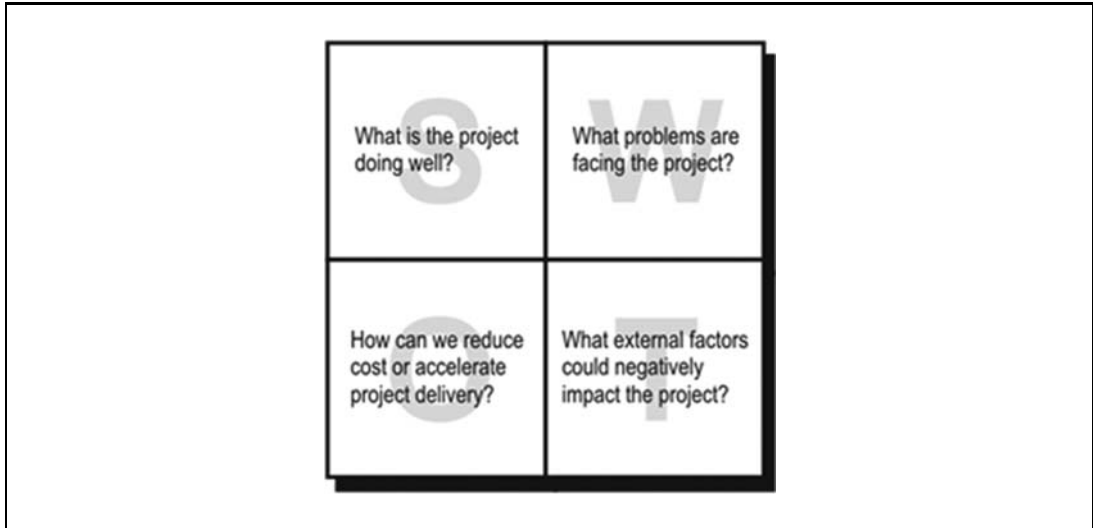 S
What is the project
doing well?
W
What problems are
facing the project?
O
How can we reduce
cost or accelerate
project delivery?
T
What external factors
could negatively
impact the project?